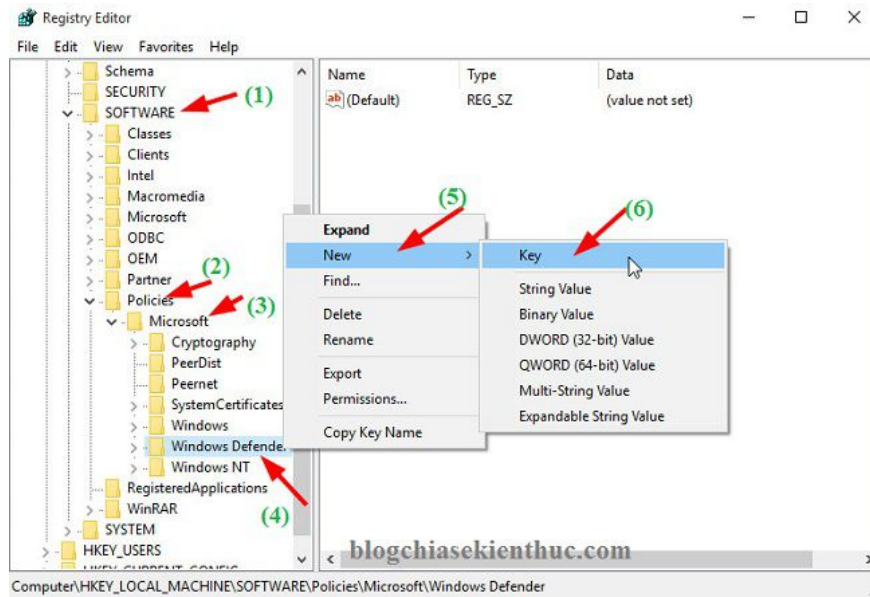 Registry Editor
File Edit View Favorites Help
Schema
SECURITY
SOFTWARE
(1)
Classes
Clients
Intel
Macromedia
Microsoft
ODBC
OEM
Partner
(2)
Policies
Microsoft
(3)
Cryptography
PeerDist
Peernet
SystemCertificates
Windows
Windows Defende
Windows NT
(4)
RegisteredApplications
WinRAR
SYSTEM
HKEY_USERS
HKEY_CURRENT_CONFIG
Name Type Data
ab (Default) REG_SZ (value not set)
(5)
Expand
New
Find...
Delete
Rename
Export
Permissions...
Copy Key Name
(6)
Key
String Value
Binary Value
DWORD (32-bit) Value
QWORD (64-bit) Value
Multi-String Value
Expandable String Value
blogchiasekienthuc.com
Computer\HKEY_LOCAL_MACHINE\SOFTWARE\Policies\Microsoft\Windows Defender